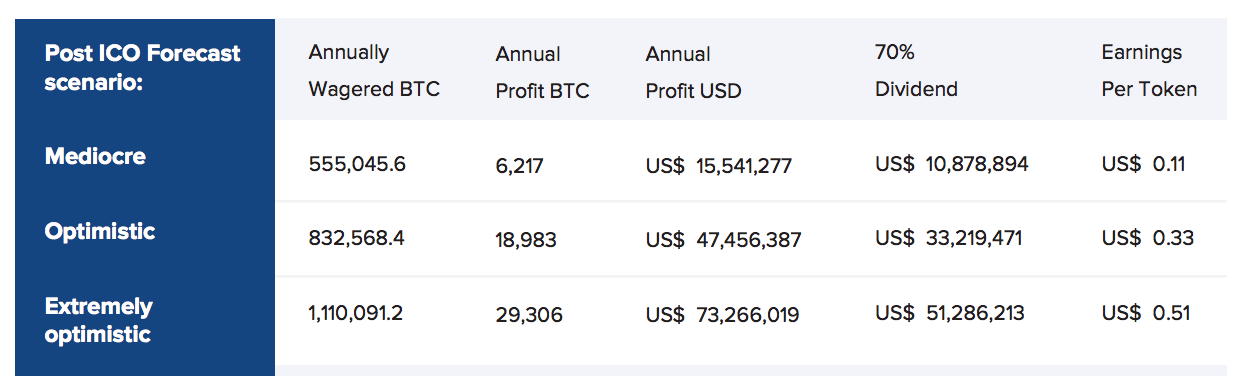 Post ICO Forecast scenario: Annually Wagered BTC Annual Profit BTC Annual Profit USD 70% Dividend Earnings Per Token
Mediocre 555,045.6 6,217 US$ 15,541,277 US$ 10,878,894 US$ 0.11
Optimistic 832,568.4 18,983 US$ 47,456,387 US$ 33,219,471 US$ 0.33
Extremely optimistic 1,110,091.2 29,306 US$ 73,266,019 US$ 51,286,213 US$ 0.51